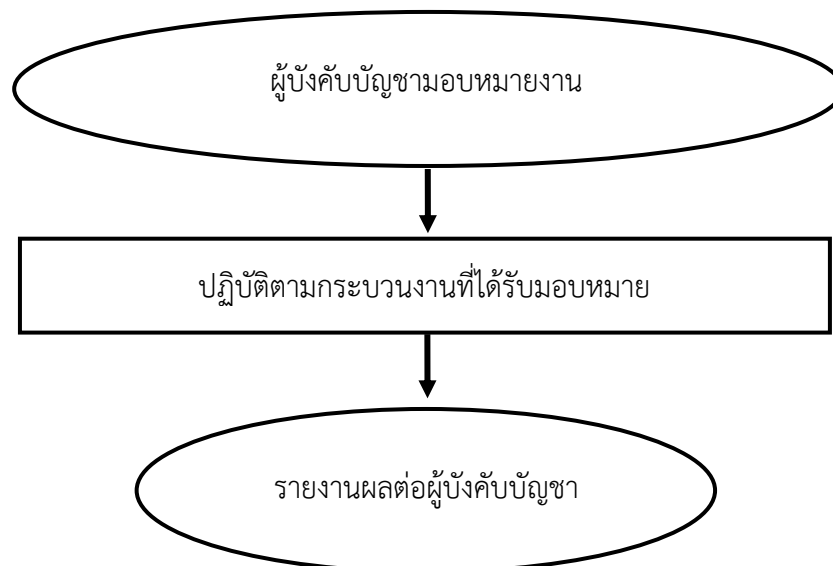 ผู้บังคับบัญชามอบหมายงาน
ปฏิบัติตามกระบวนงานที่ได้รับมอบหมาย
รายงานผลต่อผู้บังคับบัญชา